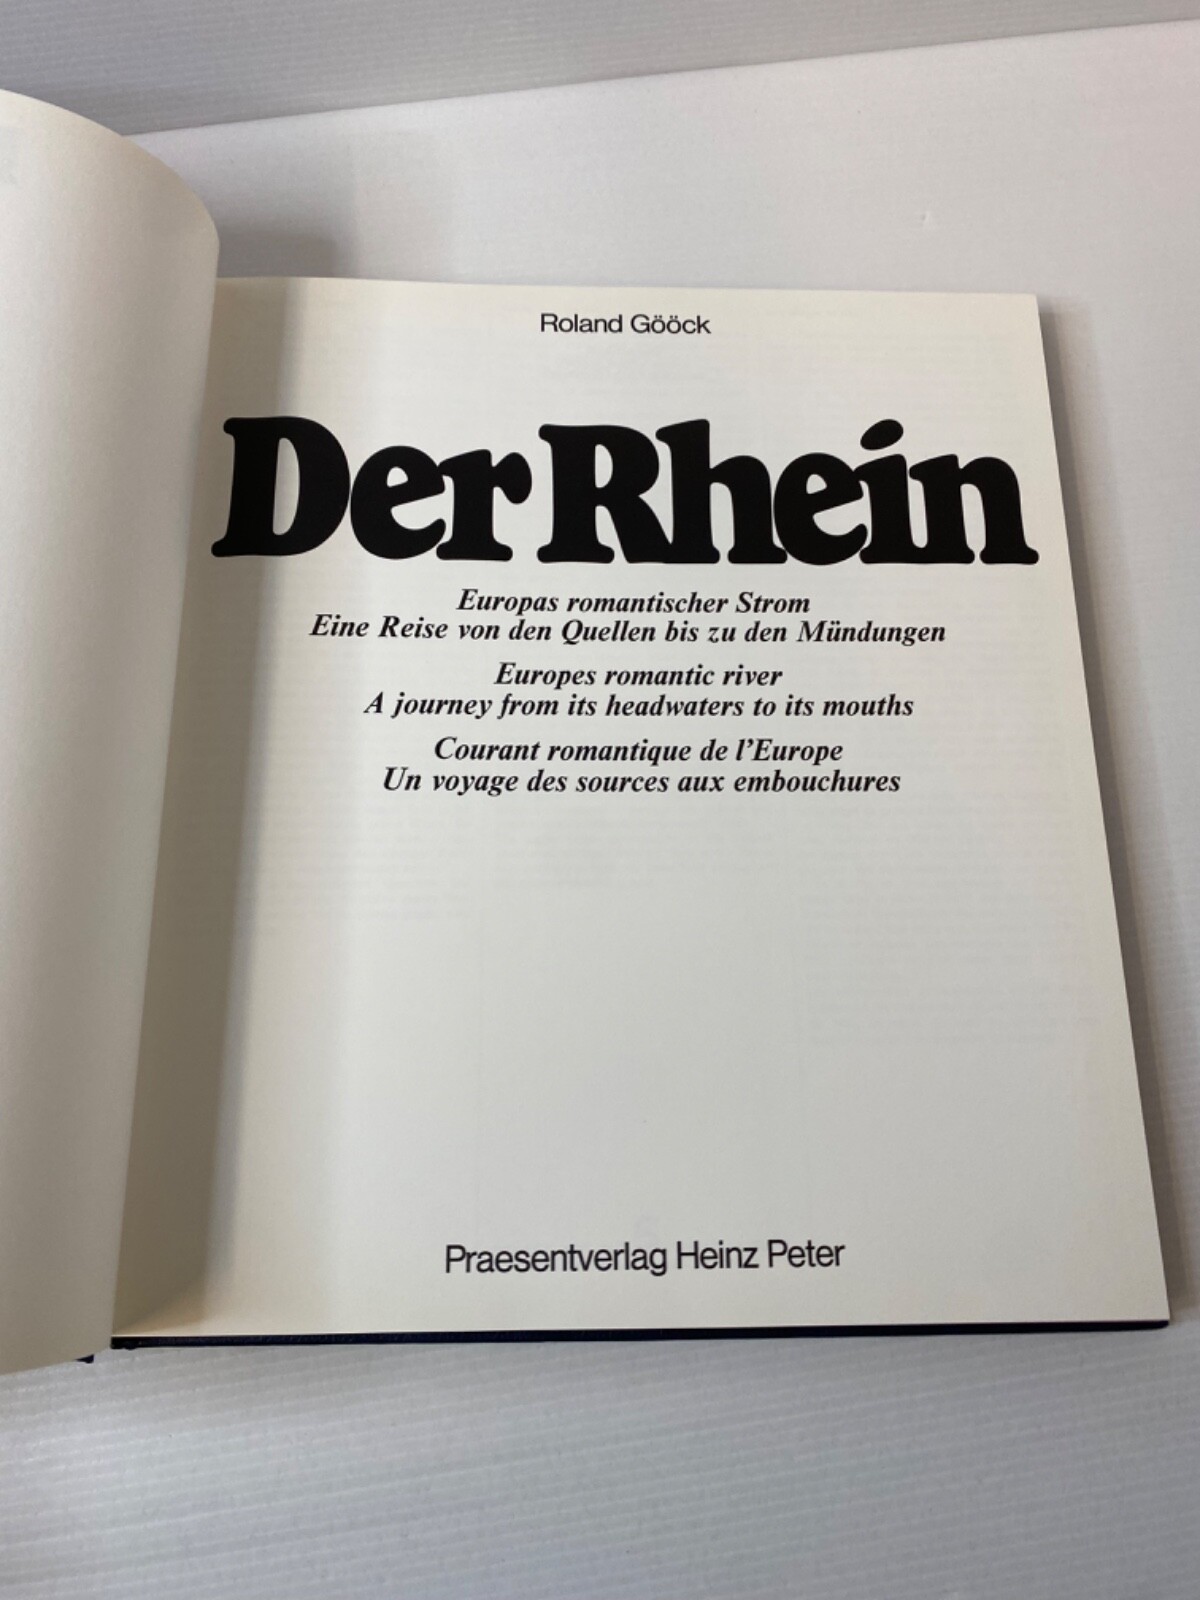 Roland Gööck
Der Rhein
Europas romantischer Strom
Eine Reise von den Quellen bis zu den Mündungen
Europes romantic river
A journey from its headwaters to its mouths
Courant romantique de l'Europe
Un voyage des sources aux embouchures
Praesentverlag Heinz Peter